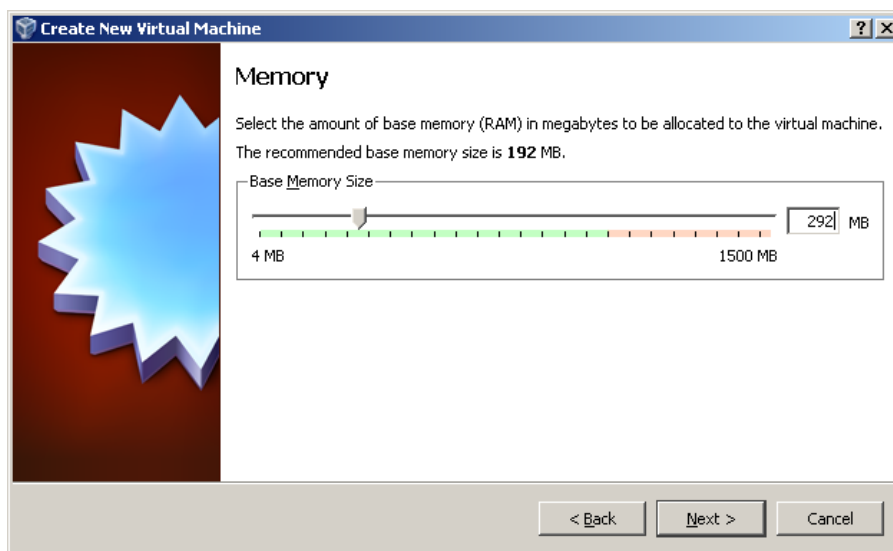 Create New Virtual Machine
Memory
Select the amount of base memory (RAM) in megabytes to be allocated to the virtual machine.
The recommended base memory size is 192 MB.
Base Memory Size
292 MB
4 MB 1500 MB
< Back Next > Cancel